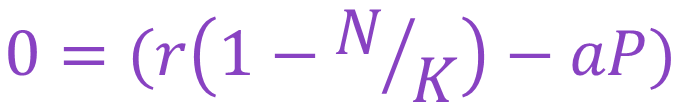 0 = (r(1 − N/K) − aP)